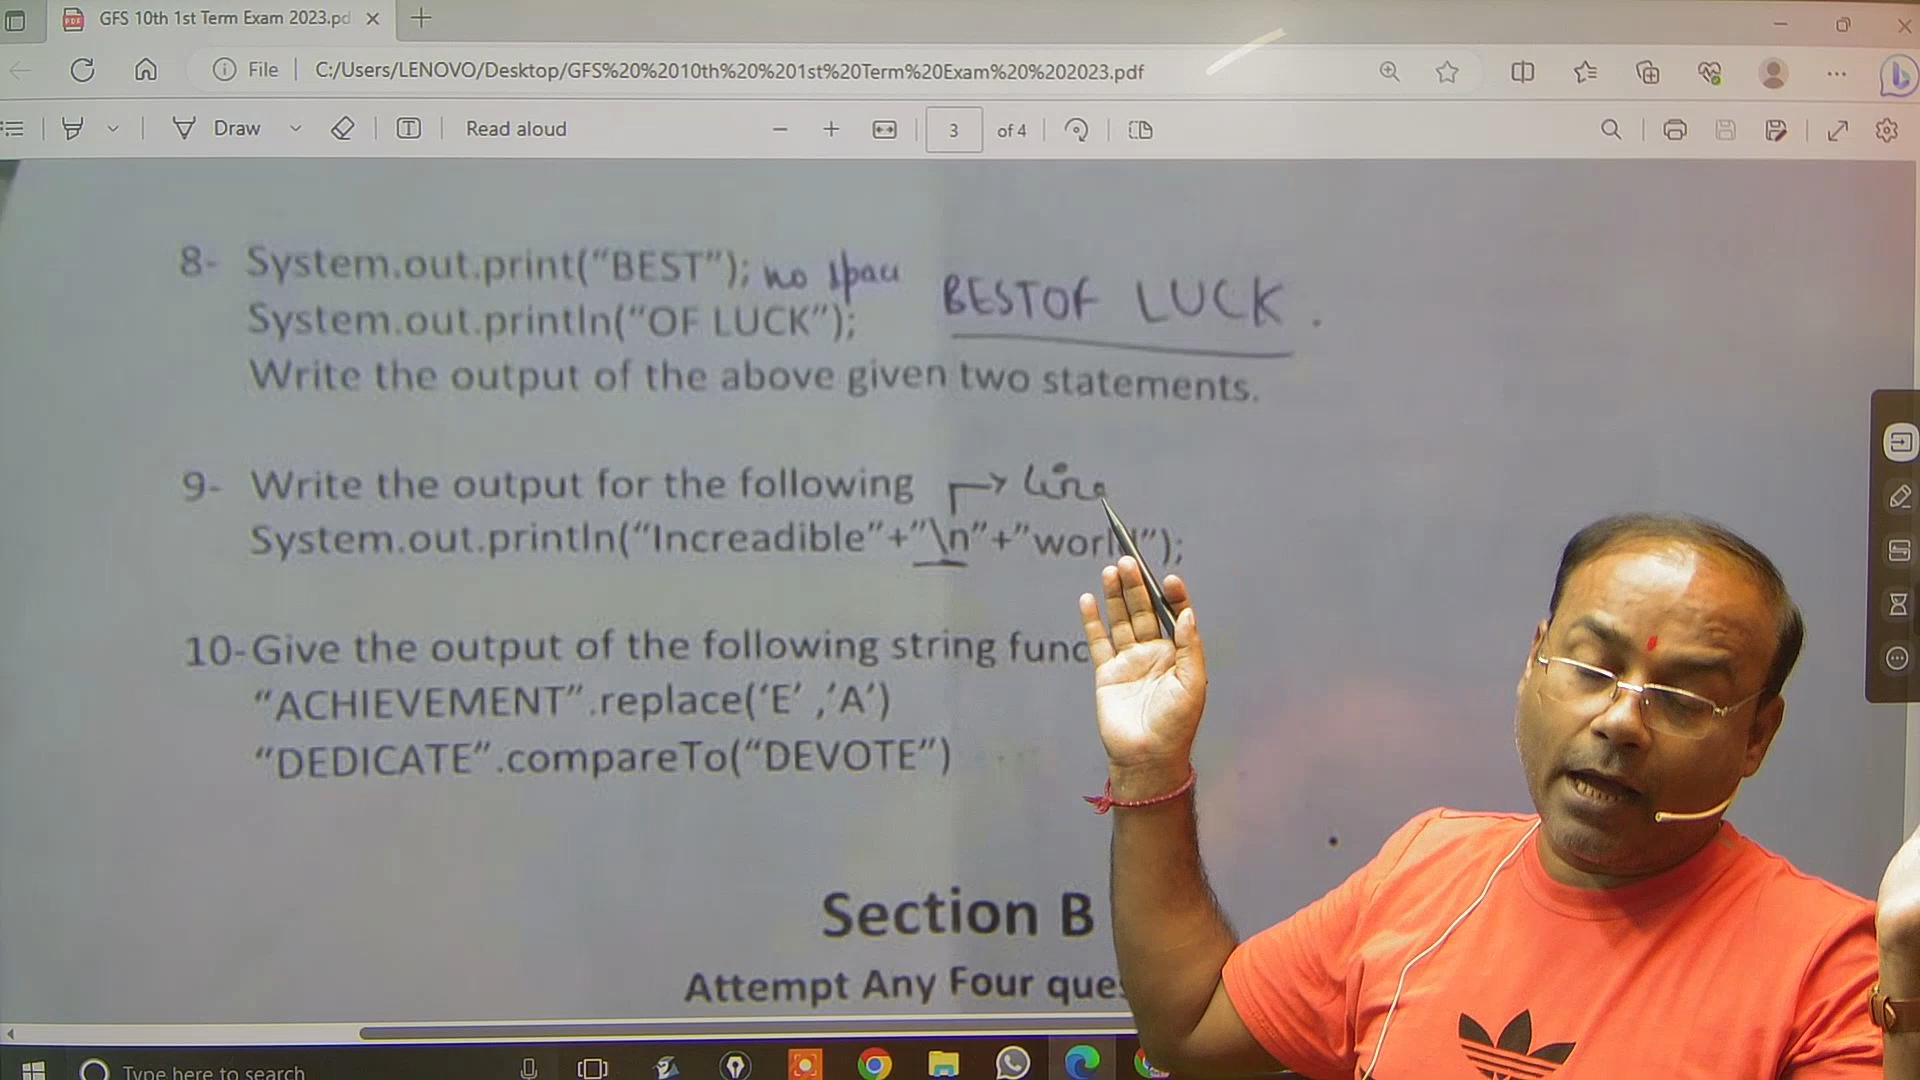 GFS 10th 1st Term Exam 2023.pd
File C:/Users/LENOVO/Desktop/GFS%20%2010th%20%201st%20Term%20Exam%20%202023.pdf
Draw Read aloud 3 of 4
8- System.out.print("BEST"); no space BESTOF LUCK.
System.out.println("OF LUCK");
Write the output of the above given two statements.
9- Write the output for the following line
System.out.println("Increadible"+"\n"+"world");
10- Give the output of the following string func
"ACHIEVEMENT".replace('E' ,'A')
"DEDICATE".compareTo("DEVOTE")
Section B
Attempt Any Four ques
Type here to search